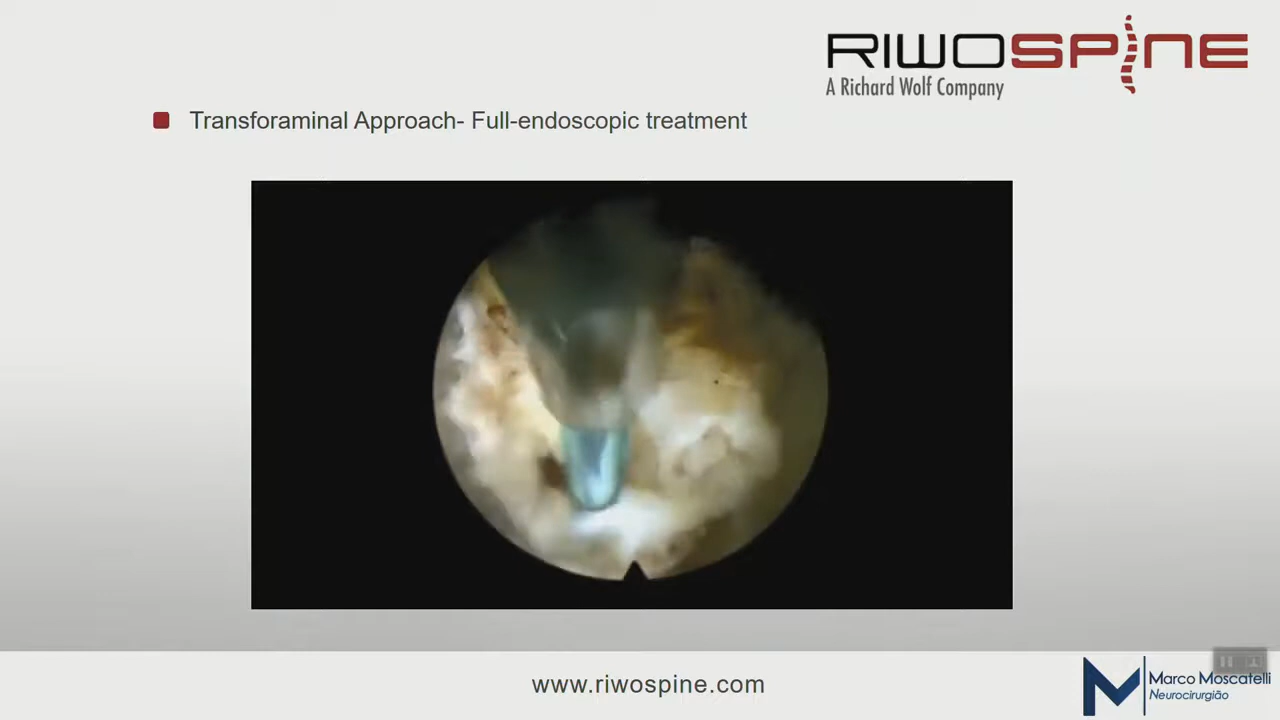 RIWOSPINE
A Richard Wolf Company
Transforaminal Approach- Full-endoscopic treatment
www.riwospine.com
M
Marco Moscatelli
Neurocirurgião